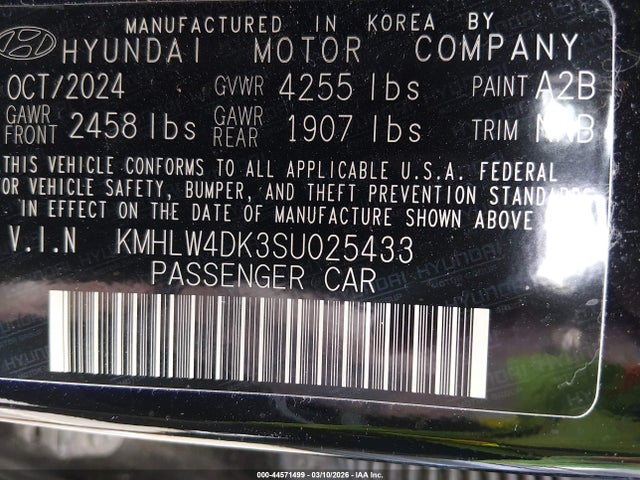 MANUFACTURED IN KOREA BY
HYUNDAI MOTOR COMPANY
OCT/2024 GVWR 4255 lbs PAINT A2B
GAWR FRONT 2458 lbs GAWR REAR 1907 lbs TRIM NNB
THIS VEHICLE CONFORMS TO ALL APPLICABLE U.S.A. FEDERAL
VEHICLE SAFETY, BUMPER, AND THEFT PREVENTION
IN EFFECT ON THE DATE OF MANUFACTURE SHOWN ABOVE
V.I.N KMHLW4DK3SU025433
PASSENGER CAR
000-44571499 - 03/10/2026 - IAA Inc.